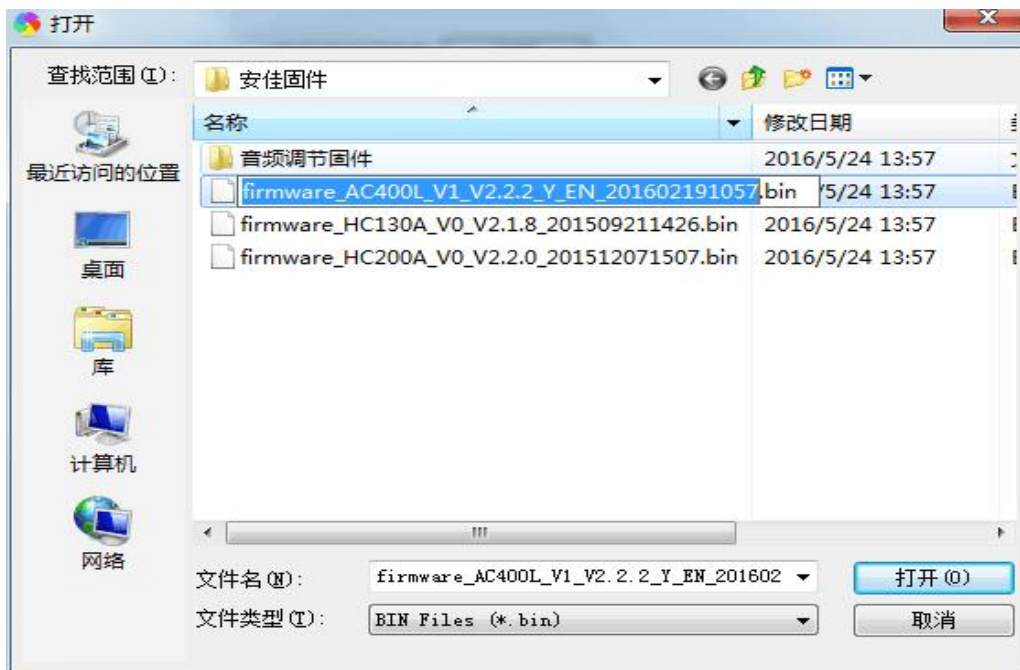 打开
查找范围(I):
安佳固件
名称
修改日期
音频调节固件
2016/5/24 13:57
firmware_AC400L_V1_V2.2.2_Y_EN_201602191057.bin
/5/24 13:57
firmware_HC130A_V0_V2.1.8_201509211426.bin
2016/5/24 13:57
firmware_HC200A_V0_V2.2.0_201512071507.bin
2016/5/24 13:57
最近访问的位置
桌面
库
计算机
网络
文件名(N):
firmware_AC400L_V1_V2.2.2_Y_EN_201602
打开(O)
文件类型(T):
BIN Files (*.bin)
取消